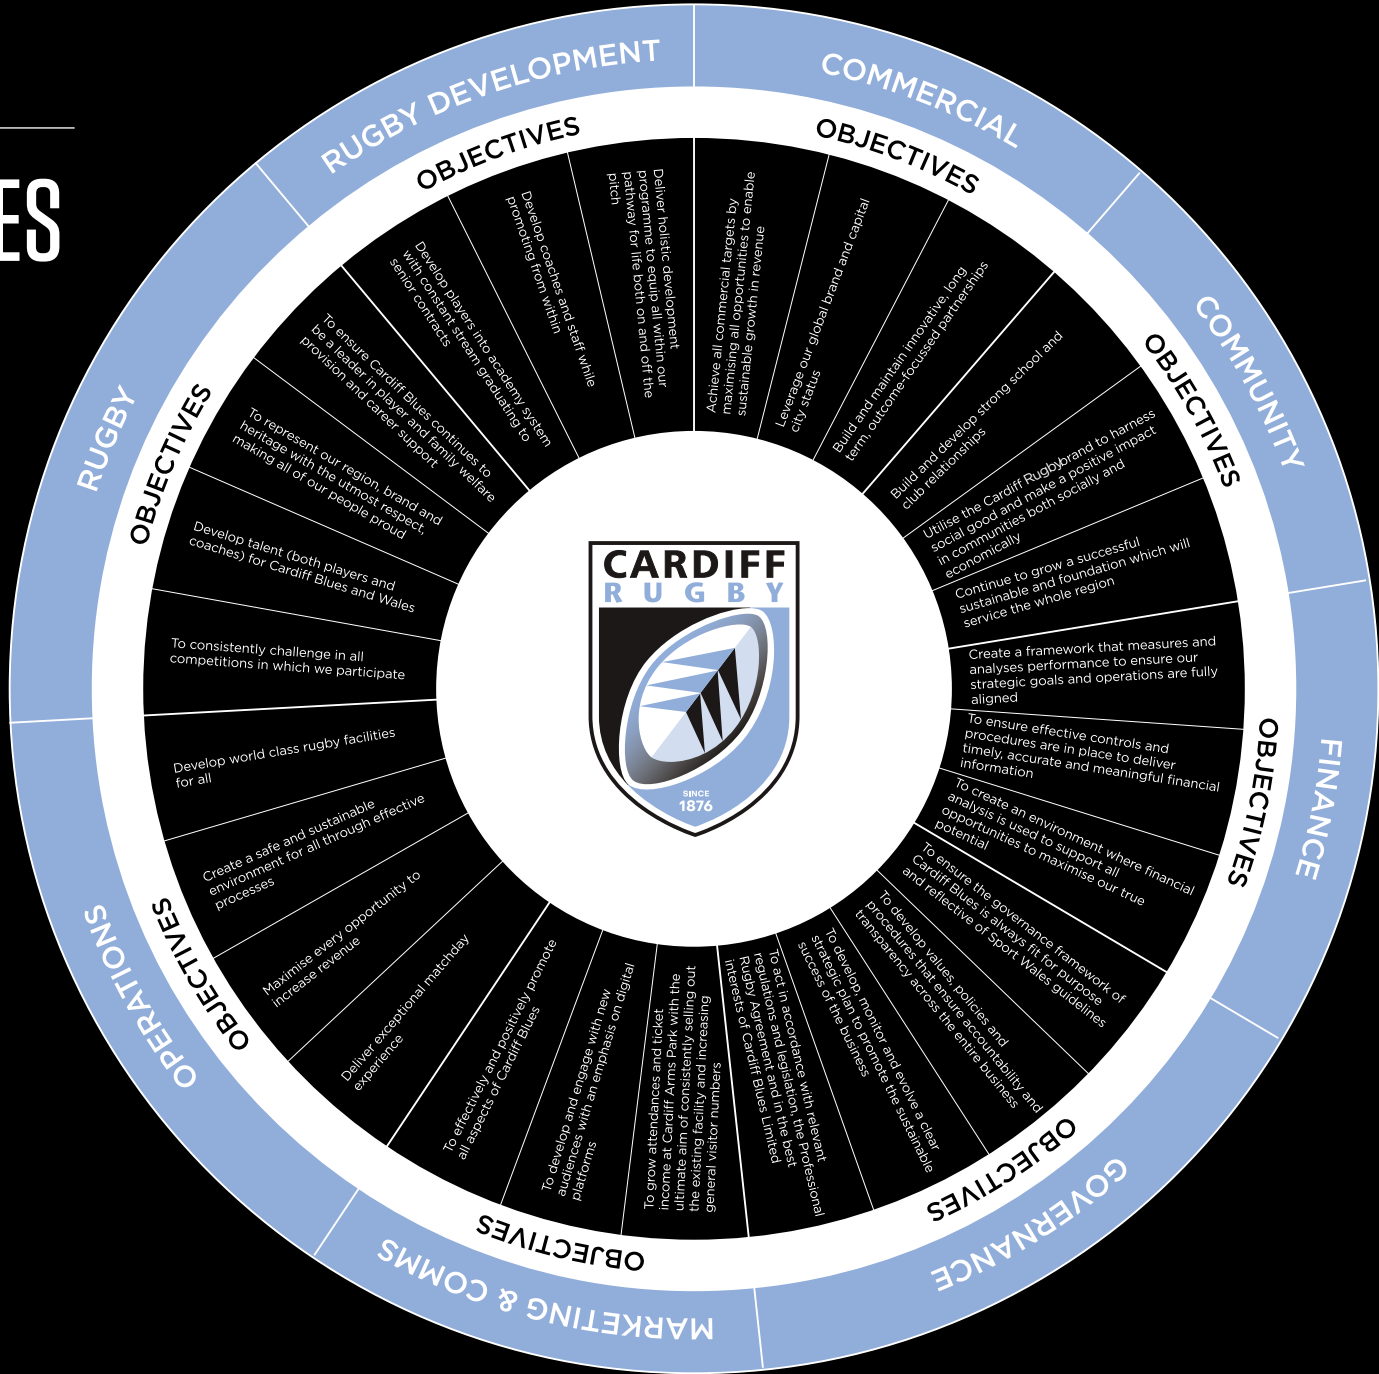 ES
COMMERCIAL
OBJECTIVES
Achieve all commercial targets by
maximising all opportunities to enable
sustainable growth in revenue
Leverage our global brand and capital
city status
Build and maintain innovative, long
term, outcome-focussed partnerships
COMMUNITY
OBJECTIVES
Build and develop strong school and
club relationships
Utilise the Cardiff Rugbybrand to harness
social good and make a positive impact
in communities both socially and
economically
Continue to grow a successful
sustainable and foundation which will
service the whole region
FINANCE
OBJECTIVES
Create a framework that measures and
analyses performance to ensure our
strategic goals and operations are fully
aligned
To ensure effective controls and
procedures are in place to deliver
timely, accurate and meaningful financial
information
To create an environment where financial
analysis is used to support all
opportunities to maximise our true
potential
GOVERNANCE
OBJECTIVES
To ensure the governance framework of
Cardiff Blues is always fit for purpose
and reflective of Sport Wales guidelines
To develop values, policies and
procedures that ensure accountability and
transparency across the entire business
To develop, monitor and evolve a clear
strategic plan to promote the sustainable
success of the business
To act in accordance with relevant
regulations and legislation, the Professional
Rugby Agreement and in the best
interests of Cardiff Blues Limited
MARKETING & COMMS
OBJECTIVES
To grow attendances and ticket
income at Cardiff Arms Park with the
ultimate aim of consistently selling out
the existing facility and increasing
general visitor numbers
To develop and engage with new
audiences with an emphasis on digital
platforms
To effectively and positively promote
all aspects of Cardiff Blues
OPERATIONS
OBJECTIVES
Deliver exceptional matchday
experience
Maximise every opportunity to
increase revenue
Create a safe and sustainable
environment for all through effective
processes
Develop world class rugby facilities
for all
RUGBY
OBJECTIVES
To consistently challenge in all
competitions in which we participate
Develop talent (both players and
coaches) for Cardiff Blues and Wales
To represent our region, brand and
heritage with the utmost respect,
making all of our people proud
To ensure Cardiff Blues continues to
be a leader in player and family welfare
provision and career support
RUGBY DEVELOPMENT
OBJECTIVES
Develop players into academy system
with constant stream graduating to
senior contracts
Develop coaches and staff while
promoting from within
Deliver holistic development
programme to equip all within our
pathway for life both on and off the
pitch
CARDIFF
RUGBY
SINCE
1876